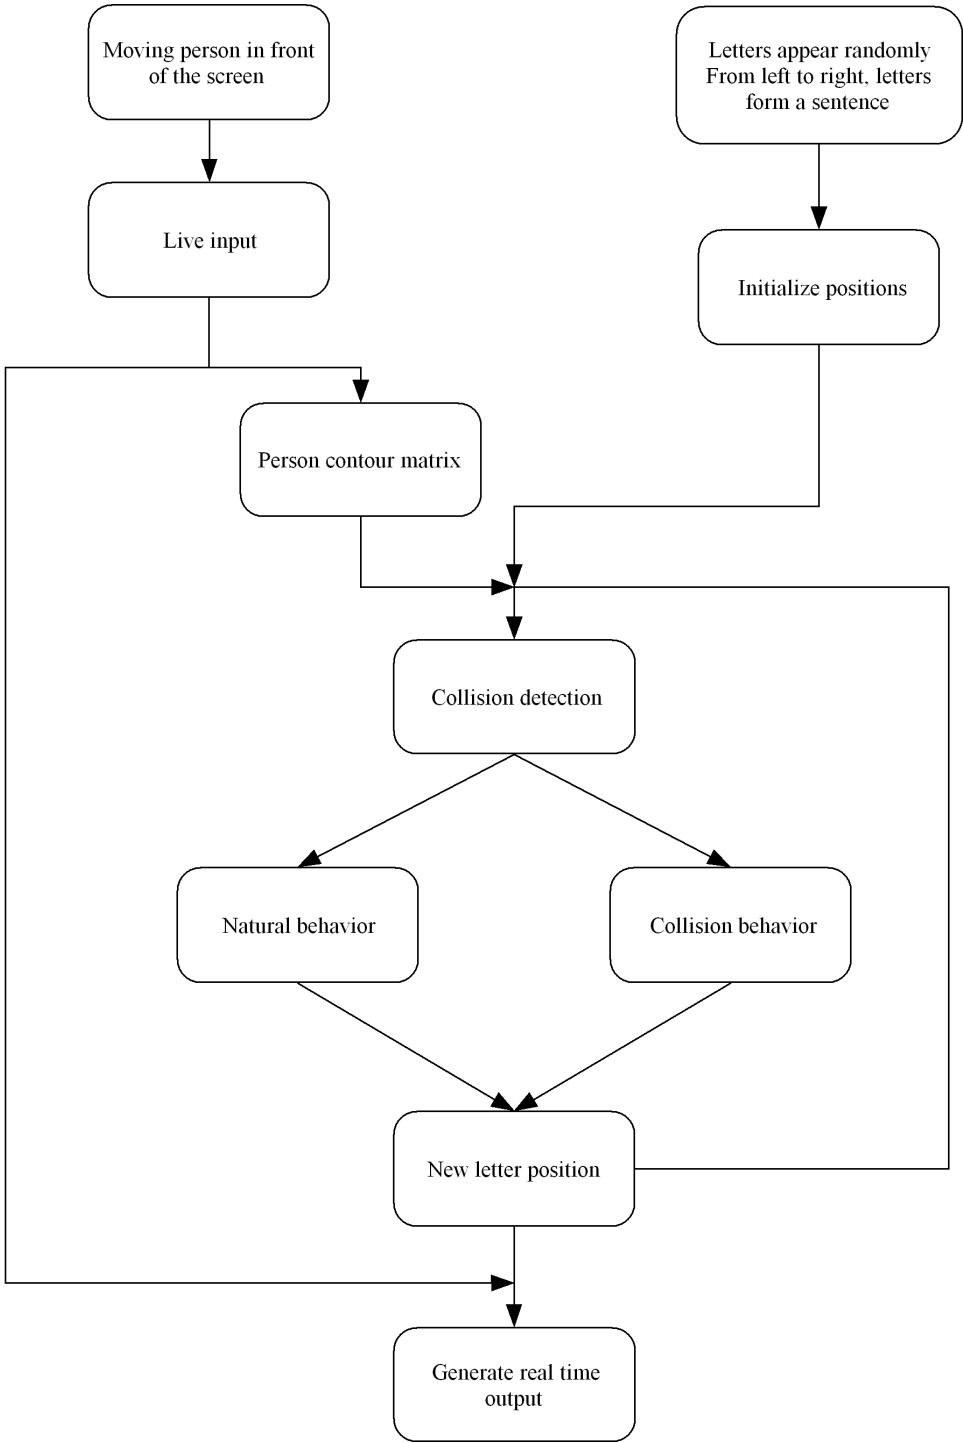 Moving person in front
of the screen
Letters appear randomly
From left to right, letters
form a sentence
Live input
Initialize positions
Person contour matrix
Collision detection
Natural behavior
Collision behavior
New letter position
Generate real time
output